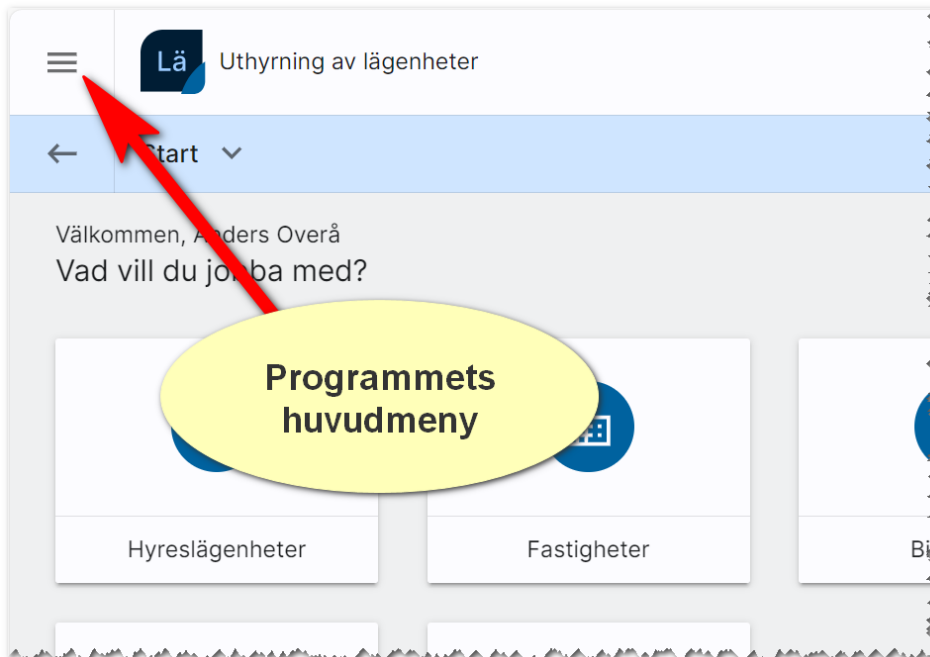 Lä
Uthyrning av lägenheter
Start
Välkommen, Anders Overå
Vad vill du jobba med?
Programmets
huvudmeny
Hyreslägenheter
Fastigheter